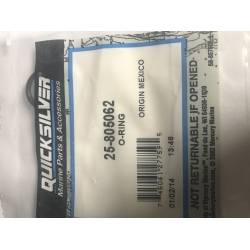 QUICKSILVER
Marine Parts & Accessories
25-805062
O-RING
ORIGIN MEXICO
01/02/14 13:48
NOT RETURNABLE IF OPENED